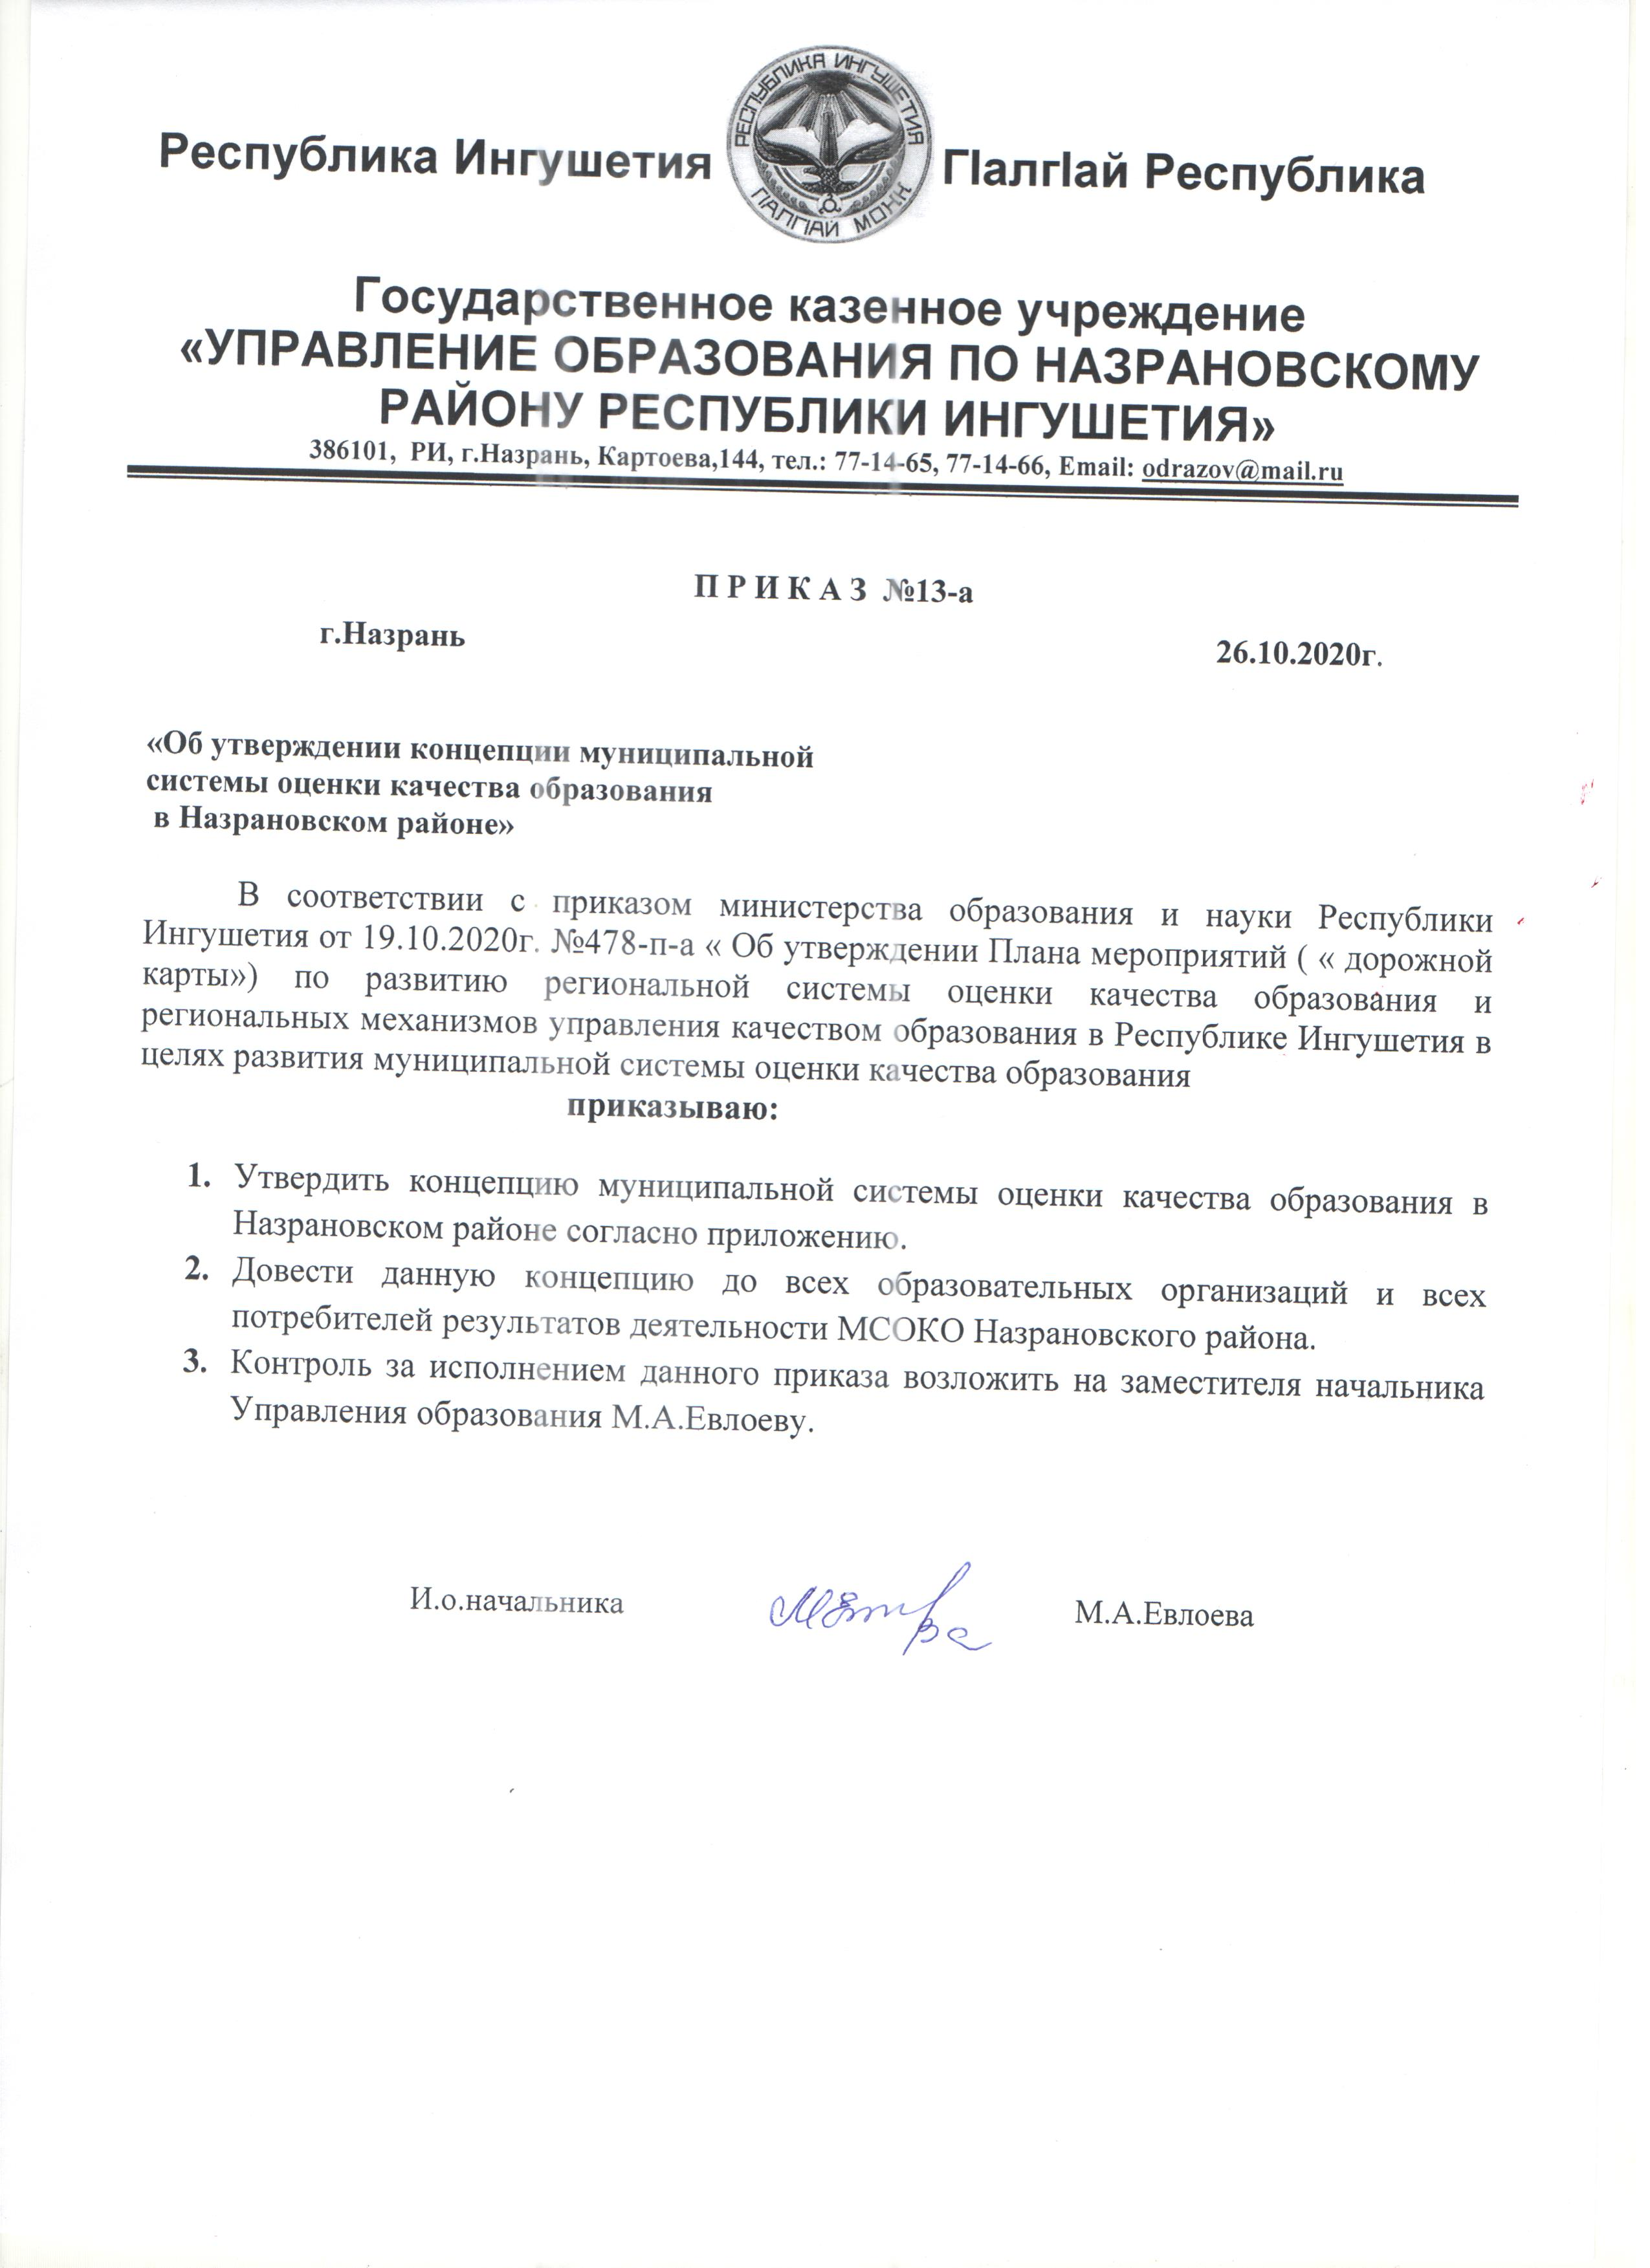 Республика Ингушетия
РЕСПУБЛИКА ИНГУШЕТИЯ
ГIАЛГIАЙ МОХК
ГIалгIай Республика
Государственное казенное учреждение
«УПРАВЛЕНИЕ ОБРАЗОВАНИЯ ПО НАЗРАНОВСКОМУ
РАЙОНУ РЕСПУБЛИКИ ИНГУШЕТИЯ»
386101, РИ, г.Назрань, Картоева,144, тел.: 77-14-65, 77-14-66, Email: odrazov@mail.ru
П Р И К А З №13-а
г.Назрань
26.10.2020г.
«Об утверждении концепции муниципальной
системы оценки качества образования
в Назрановском районе»
В соответствии с приказом министерства образования и науки Республики
Ингушетия от 19.10.2020г. №478-п-а « Об утверждении Плана мероприятий ( « дорожной
карты») по развитию региональной системы оценки качества образования и
региональных механизмов управления качеством образования в Республике Ингушетия в
целях развития муниципальной системы оценки качества образования
приказываю:
1. Утвердить концепцию муниципальной системы оценки качества образования в
Назрановском районе согласно приложению.
2. Довести данную концепцию до всех образовательных организаций и всех
потребителей результатов деятельности МСОКО Назрановского района.
3. Контроль за исполнением данного приказа возложить на заместителя начальника
Управления образования М.А.Евлоеву.
И.о.начальника
М.А.Евлоева